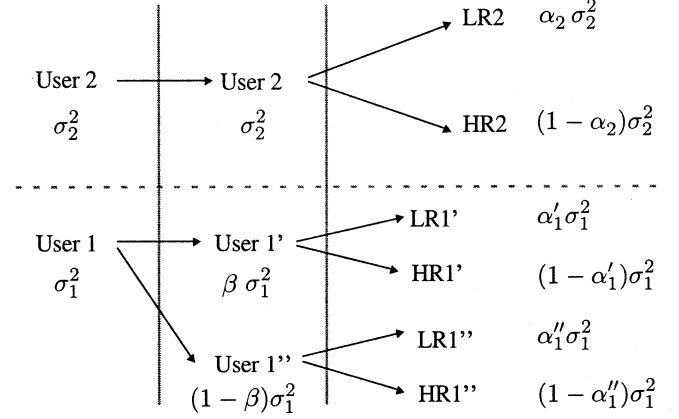 LR2 α₂ σ₂²
User 2 User 2
σ₂² σ₂²
HR2 (1 − α₂)σ₂²
LR1' α₁′σ₁²
User 1 User 1'
σ₁² β σ₁²
HR1' (1 − α₁′)σ₁²
LR1'' α₁″σ₁²
User 1''
(1 − β)σ₁²
HR1'' (1 − α₁″)σ₁²